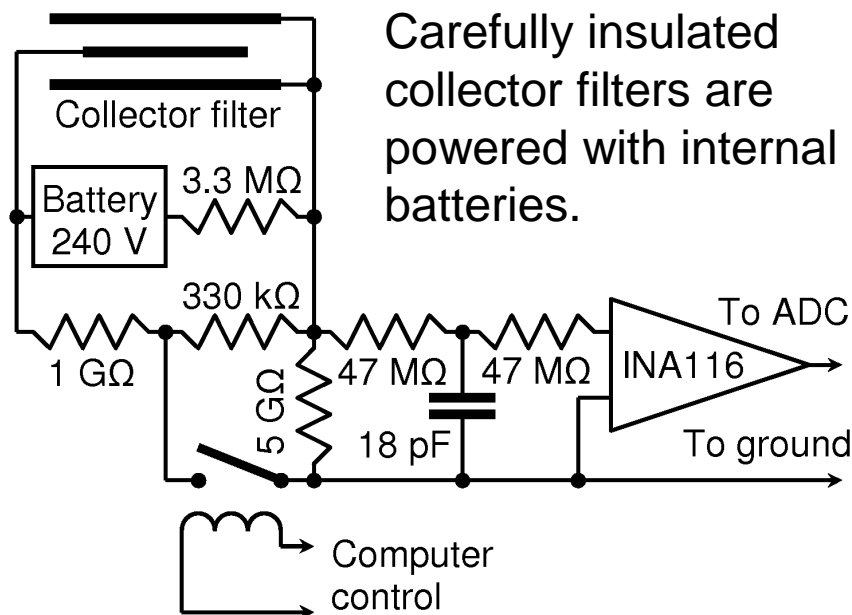 Carefully insulated
collector filters are
powered with internal
batteries.
Collector filter
Battery
240 V
3.3 MΩ
330 kΩ
1 GΩ
5 GΩ
47 MΩ
47 MΩ
18 pF
INA116
To ADC
To ground
Computer
control